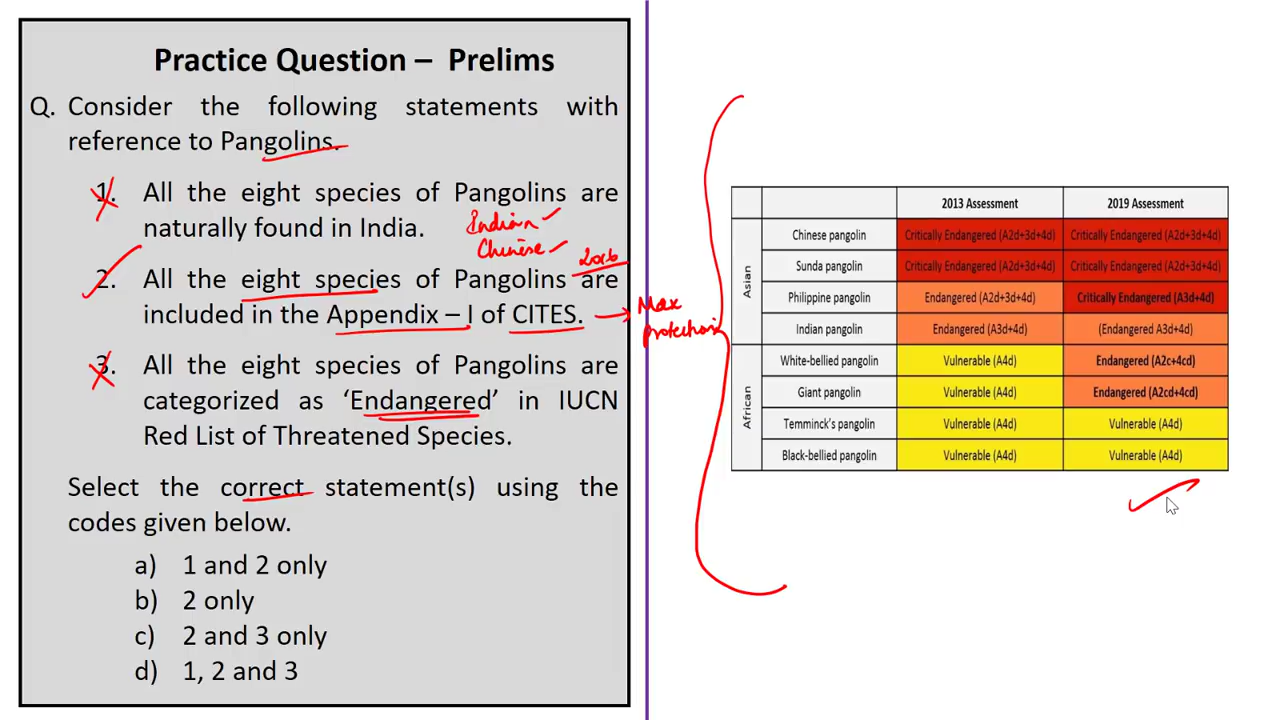 Practice Question – Prelims
Q. Consider the following statements with
reference to Pangolins.
1. All the eight species of Pangolins are
naturally found in India.
Indian
Chinese
2016
2. All the eight species of Pangolins are
included in the Appendix – I of CITES.
Max
protection
3. All the eight species of Pangolins are
categorized as ‘Endangered’ in IUCN
Red List of Threatened Species.
Select the correct statement(s) using the
codes given below.
a) 1 and 2 only
b) 2 only
c) 2 and 3 only
d) 1, 2 and 3
2013 Assessment 2019 Assessment
Asian
Chinese pangolin Critically Endangered (A2d+3d+4d) Critically Endangered (A2d+3d+4d)
Sunda pangolin Critically Endangered (A2d+3d+4d) Critically Endangered (A2d+3d+4d)
Philippine pangolin Endangered (A2d+3d+4d) Critically Endangered (A3d+4d)
Indian pangolin Endangered (A3d+4d) (Endangered A3d+4d)
African
White-bellied pangolin Vulnerable (A4d) Endangered (A2c+4cd)
Giant pangolin Vulnerable (A4d) Endangered (A2cd+4cd)
Temminck's pangolin Vulnerable (A4d) Vulnerable (A4d)
Black-bellied pangolin Vulnerable (A4d) Vulnerable (A4d)